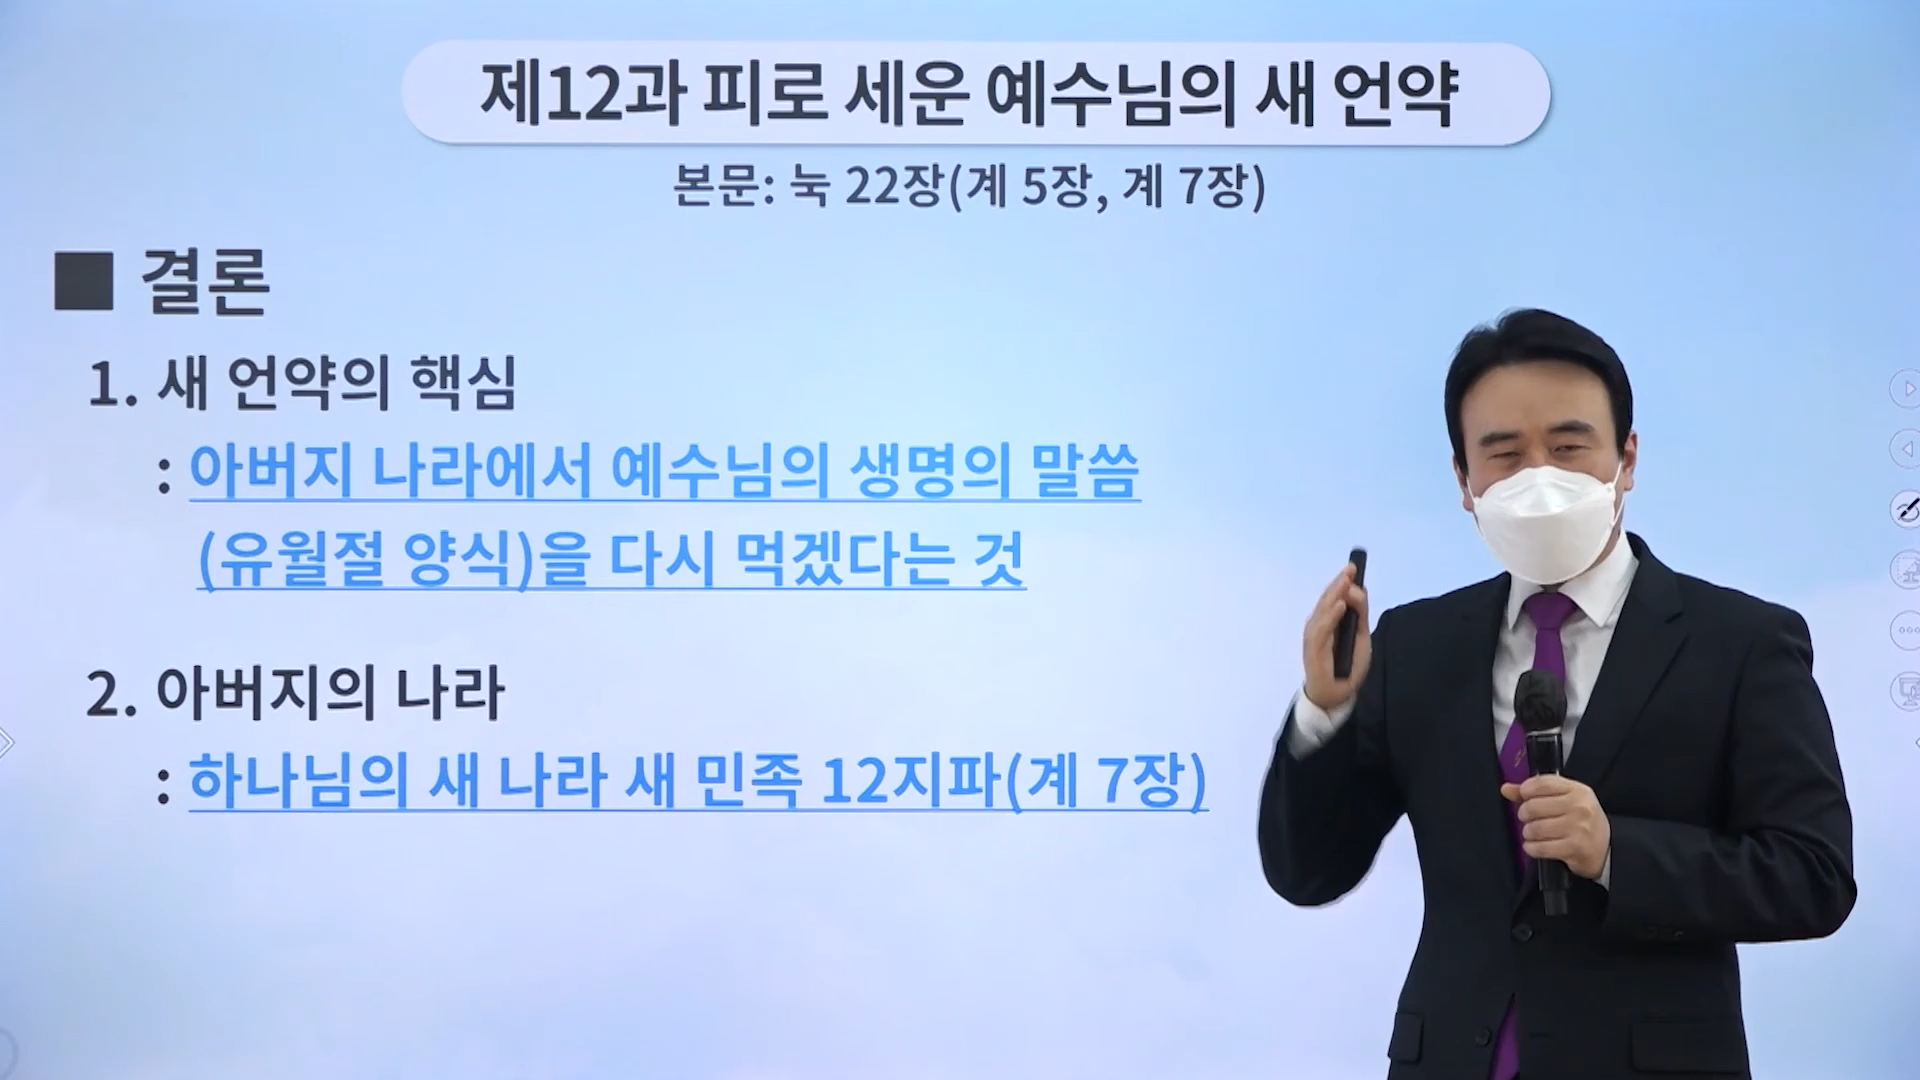 제12과 피로 세운 예수님의 새 언약
본문: 눅 22장(계 5장, 계 7장)
■ 결론
1. 새 언약의 핵심
: 아버지 나라에서 예수님의 생명의 말씀
(유월절 양식)을 다시 먹겠다는 것
2. 아버지의 나라
: 하나님의 새 나라 새 민족 12지파(계 7장)